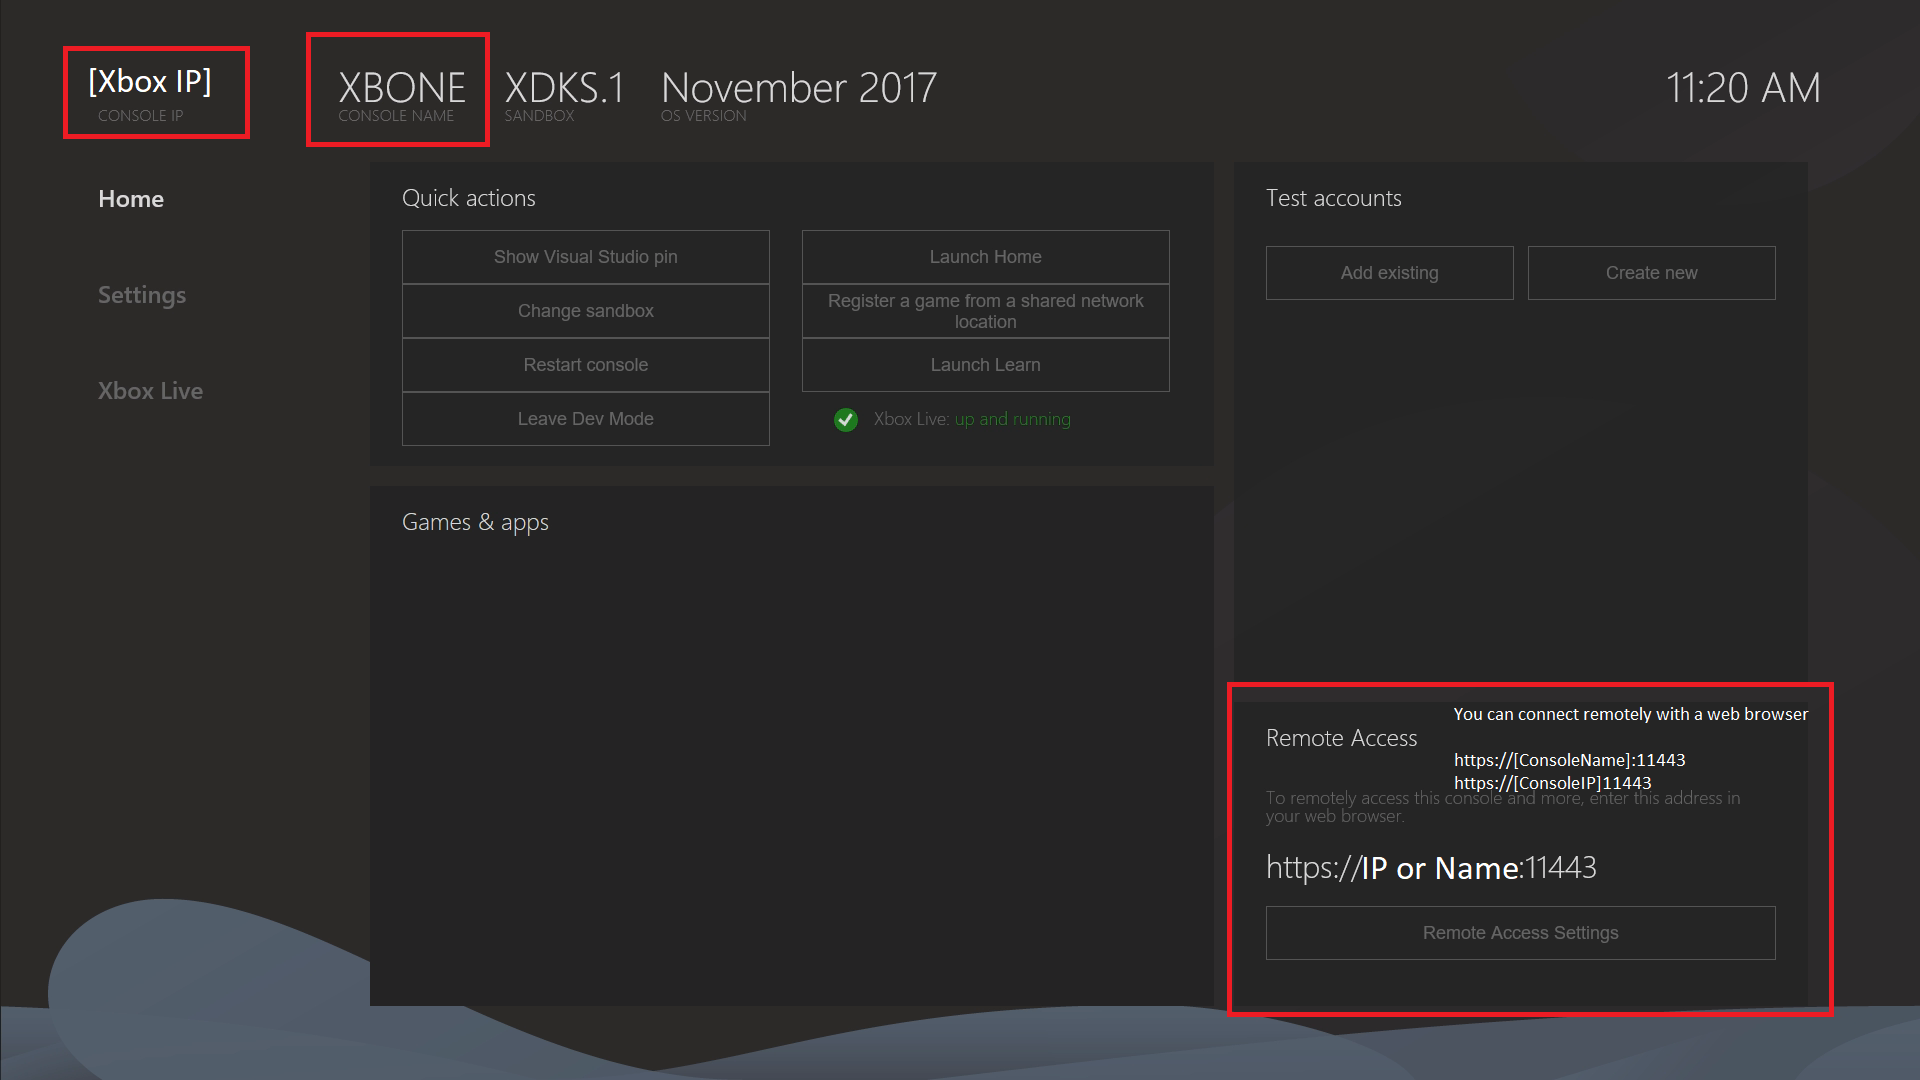 [Xbox IP]
CONSOLE IP
XBONE
CONSOLE NAME
XDKS.1
SANDBOX
November 2017
OS VERSION
11:20 AM
Home
Settings
Xbox Live
Quick actions
Show Visual Studio pin
Change sandbox
Restart console
Leave Dev Mode
Launch Home
Register a game from a shared network
location
Launch Learn
Xbox Live: up and running
Games & apps
Test accounts
Add existing
Create new
You can connect remotely with a web browser
Remote Access
https://[ConsoleName]:11443
https://[ConsoleIP]11443
To remotely access this console and more, enter this address in
your web browser.
https://IP or Name:11443
Remote Access Settings